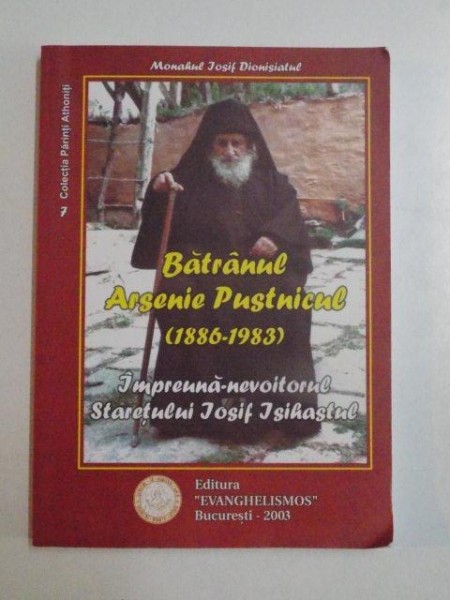 Monahul Iosif Dionisiatul
7 Colecția Părinți Athoniți
Bătrânul
Arsenie Pustnicul
(1886-1983)
Împreună-nevoitorul
Starețului Iosif Isihastul
Editura
"EVANGHELISMOS"
București - 2003